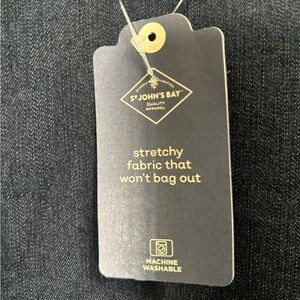 ST JOHN'S BAY
QUALITY
APPAREL
stretchy
fabric that
won't bag out
MACHINE
WASHABLE